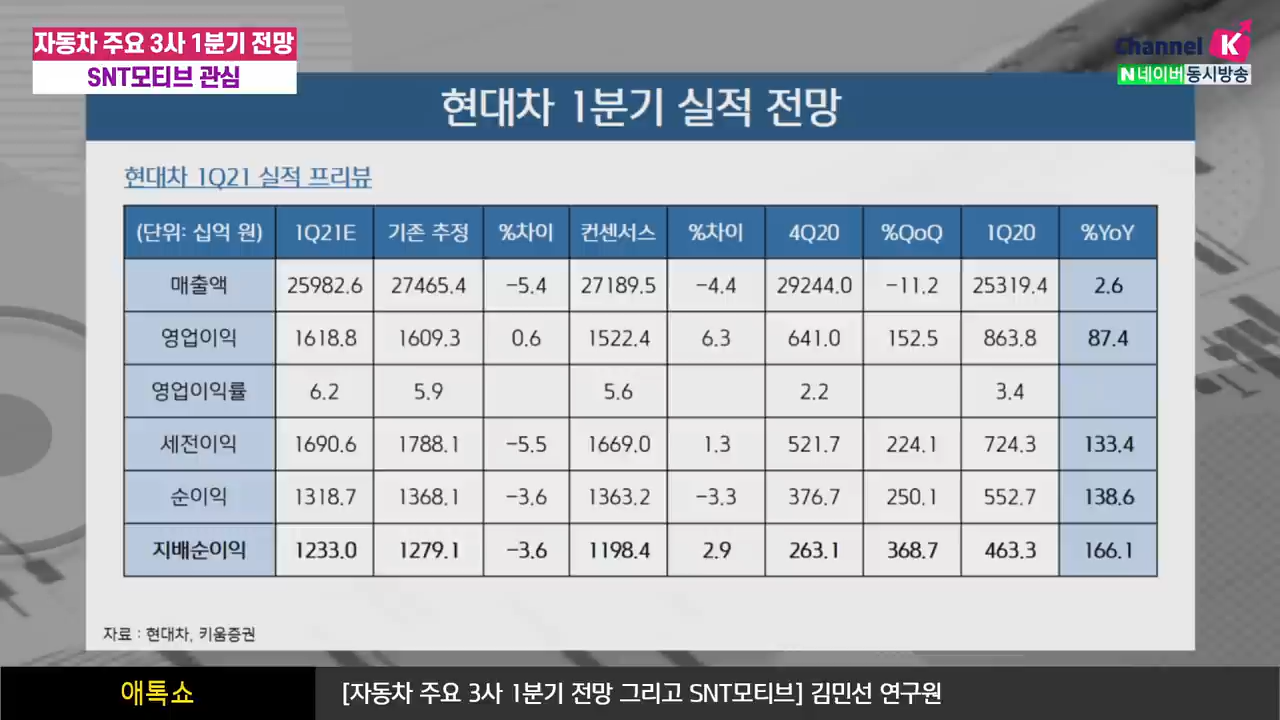 자동차 주요 3사 1분기 전망
SNT모티브 관심
Channel K
N 네이버 동시방송
현대차 1분기 실적 전망
현대차 1Q21 실적 프리뷰
(단위: 십억 원) 1Q21E 기존 추정 %차이 컨센서스 %차이 4Q20 %QoQ 1Q20 %YoY
매출액 25982.6 27465.4 -5.4 27189.5 -4.4 29244.0 -11.2 25319.4 2.6
영업이익 1618.8 1609.3 0.6 1522.4 6.3 641.0 152.5 863.8 87.4
영업이익률 6.2 5.9 5.6 2.2 3.4
세전이익 1690.6 1788.1 -5.5 1669.0 1.3 521.7 224.1 724.3 133.4
순이익 1318.7 1368.1 -3.6 1363.2 -3.3 376.7 250.1 552.7 138.6
지배순이익 1233.0 1279.1 -3.6 1198.4 2.9 263.1 368.7 463.3 166.1
자료 : 현대차, 키움증권
애톡쇼
[자동차 주요 3사 1분기 전망 그리고 SNT모티브] 김민선 연구원